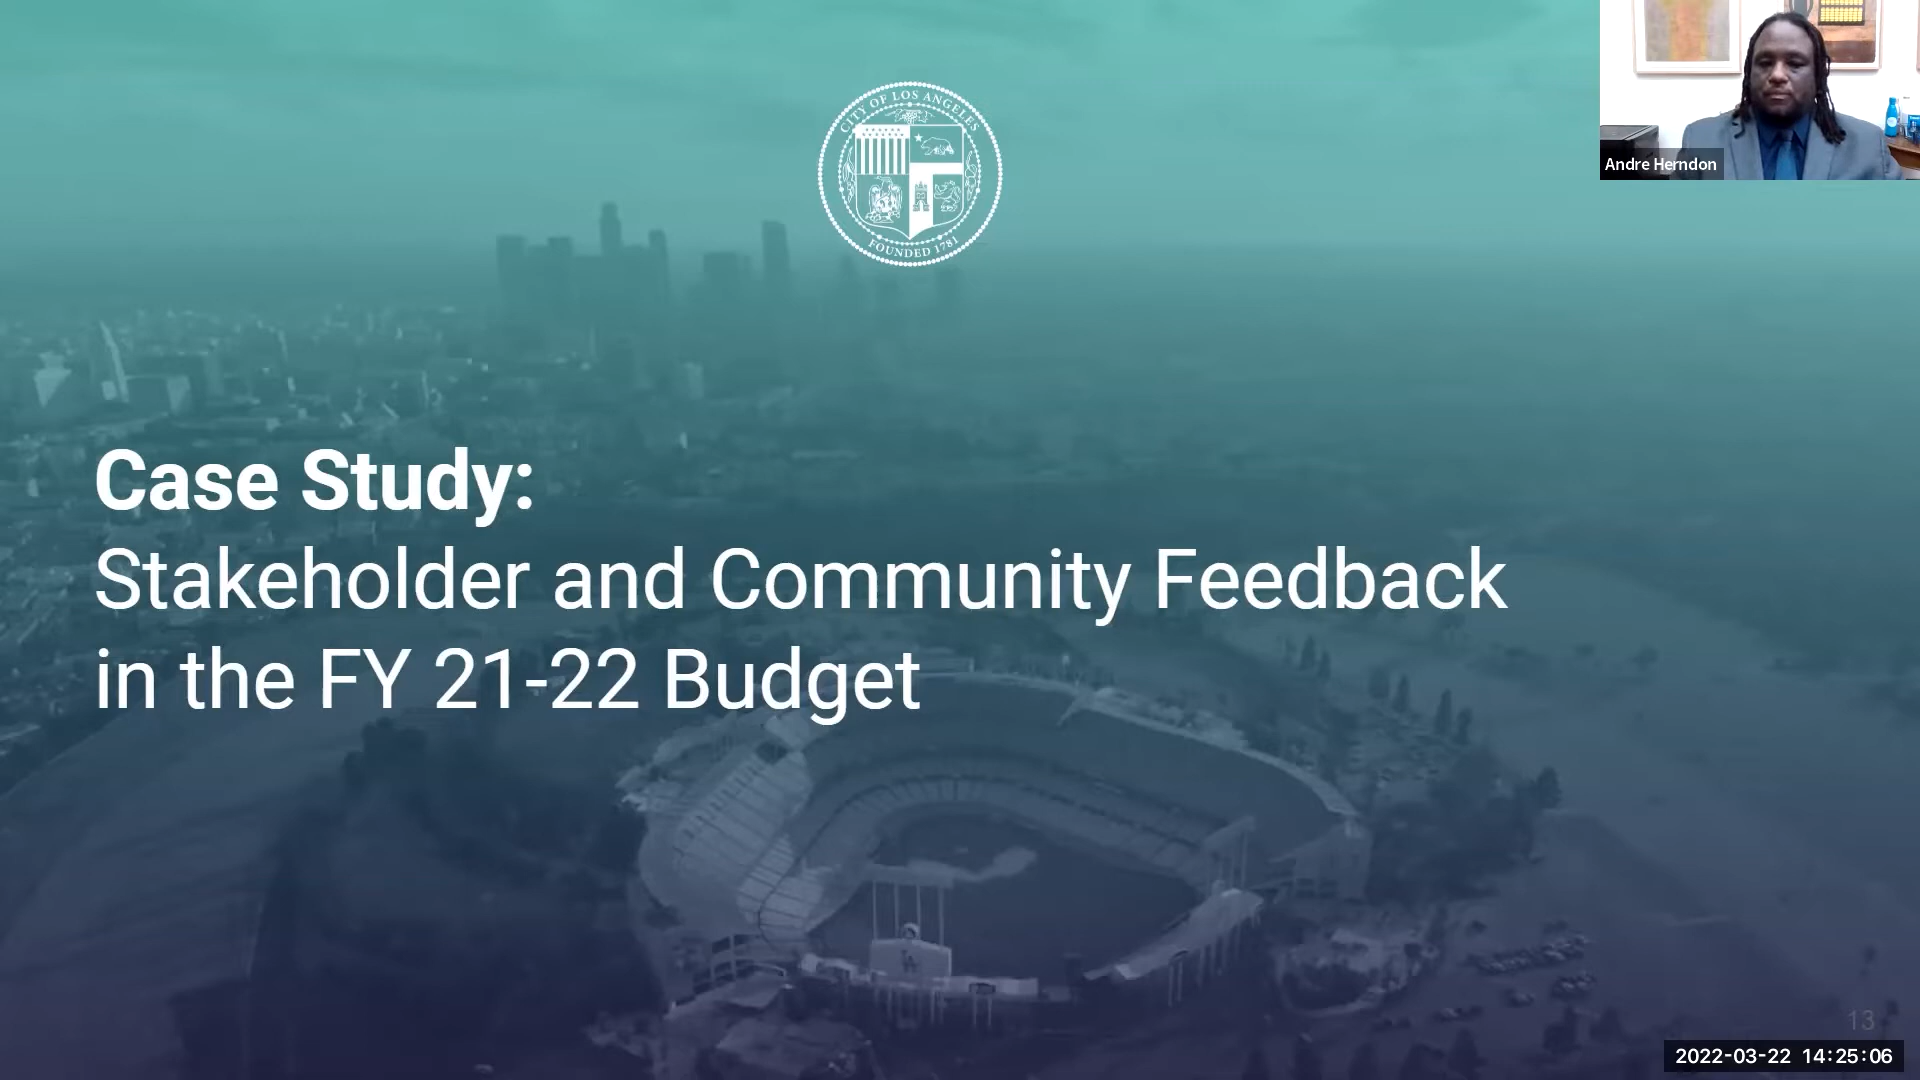 CITY OF LOS ANGELES
FOUNDED 1781
Andre Herndon
Case Study:
Stakeholder and Community Feedback
in the FY 21-22 Budget
LA
13
2022-03-22 14:25:06